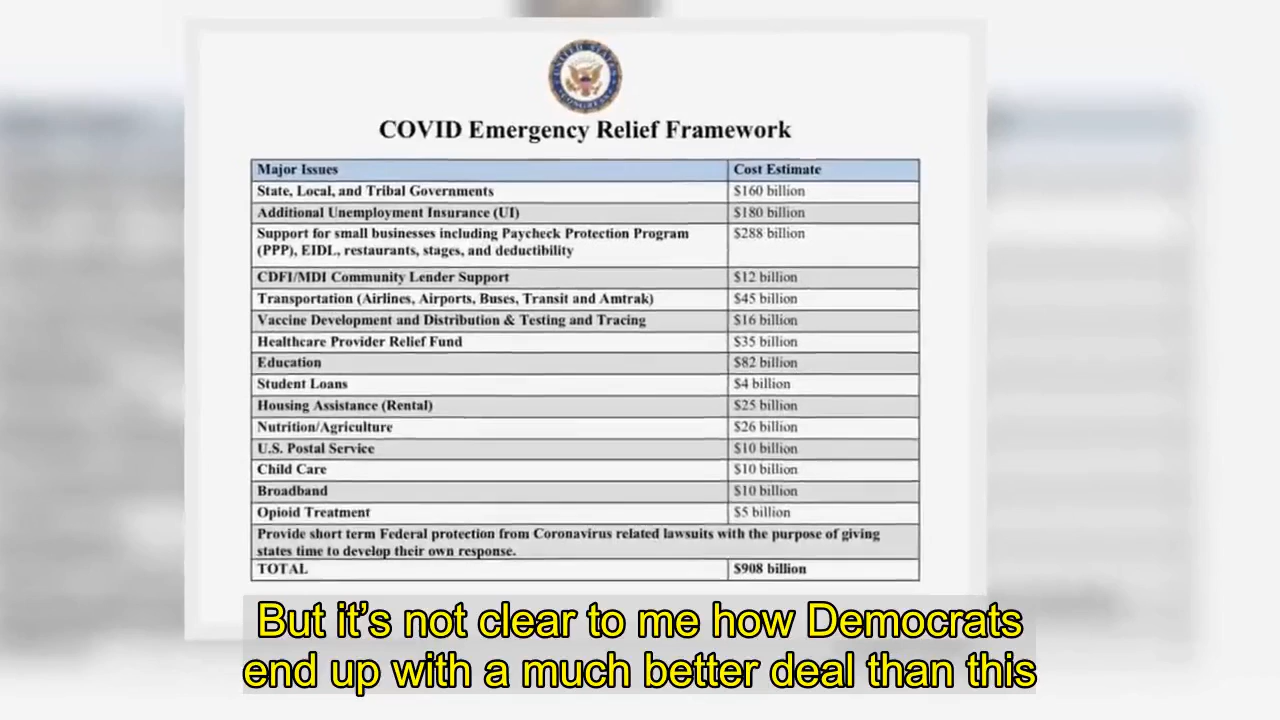 UNITED STATES
CONGRESS
COVID Emergency Relief Framework
Major Issues Cost Estimate
State, Local, and Tribal Governments $160 billion
Additional Unemployment Insurance (UI) $180 billion
Support for small businesses including Paycheck Protection Program $288 billion
(PPP), EIDL, restaurants, stages, and deductibility
CDFI/MDI Community Lender Support $12 billion
Transportation (Airlines, Airports, Buses, Transit and Amtrak) $45 billion
Vaccine Development and Distribution & Testing and Tracing $16 billion
Healthcare Provider Relief Fund $35 billion
Education $82 billion
Student Loans $4 billion
Housing Assistance (Rental) $25 billion
Nutrition/Agriculture $26 billion
U.S. Postal Service $10 billion
Child Care $10 billion
Broadband $10 billion
Opioid Treatment $5 billion
Provide short term Federal protection from Coronavirus related lawsuits with the purpose of giving
states time to develop their own response.
TOTAL $908 billion
But it’s not clear to me how Democrats
end up with a much better deal than this